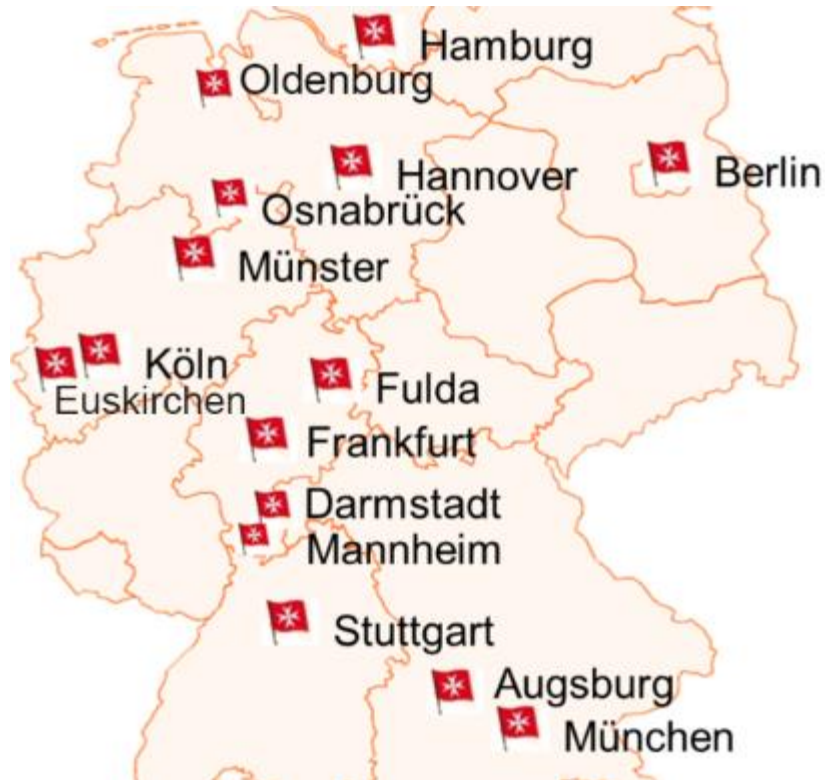 Hamburg
Oldenburg
Hannover
Berlin
Osnabrück
Münster
Köln
Euskirchen
Fulda
Frankfurt
Darmstadt
Mannheim
Stuttgart
Augsburg
München